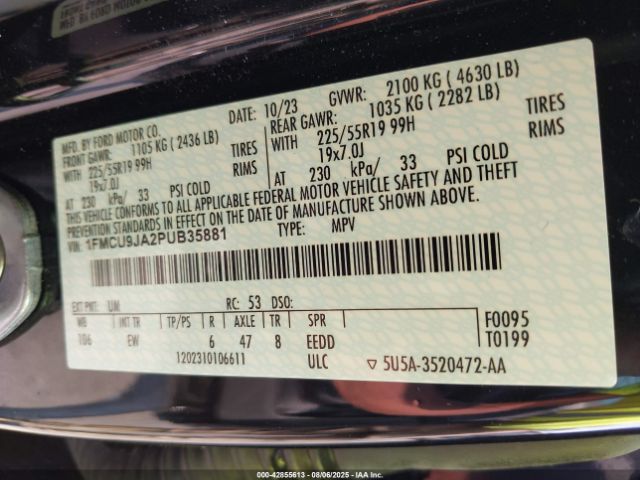 MFD. BY FORD MOTOR CO. DATE: 10/23 GVWR: 2100 KG ( 4630 LB)
FRONT GAWR: 1105 KG ( 2436 LB) REAR GAWR: 1035 KG ( 2282 LB)
WITH 225/55R19 99H TIRES WITH 225/55R19 99H TIRES
19x7.0J RIMS 19x7.0J RIMS
AT 230 kPa/ 33 PSI COLD AT 230 kPa/ 33 PSI COLD
THIS VEHICLE CONFORMS TO ALL APPLICABLE FEDERAL MOTOR VEHICLE SAFETY AND THEFT
PREVENTION STANDARDS IN EFFECT ON THE DATE OF MANUFACTURE SHOWN ABOVE.
VIN: 1FMCU9JA2PUB35881 TYPE: MPV
EXT PNT: UM RC: 53 DSO:
WB INT TR TP/PS R AXLE TR SPR F0095
106 EW 6 47 8 EEDD T0199
1202310106611 ULC ▽ 5U5A-3520472-AA
000-42855613 - 08/06/2025 - IAAI.com